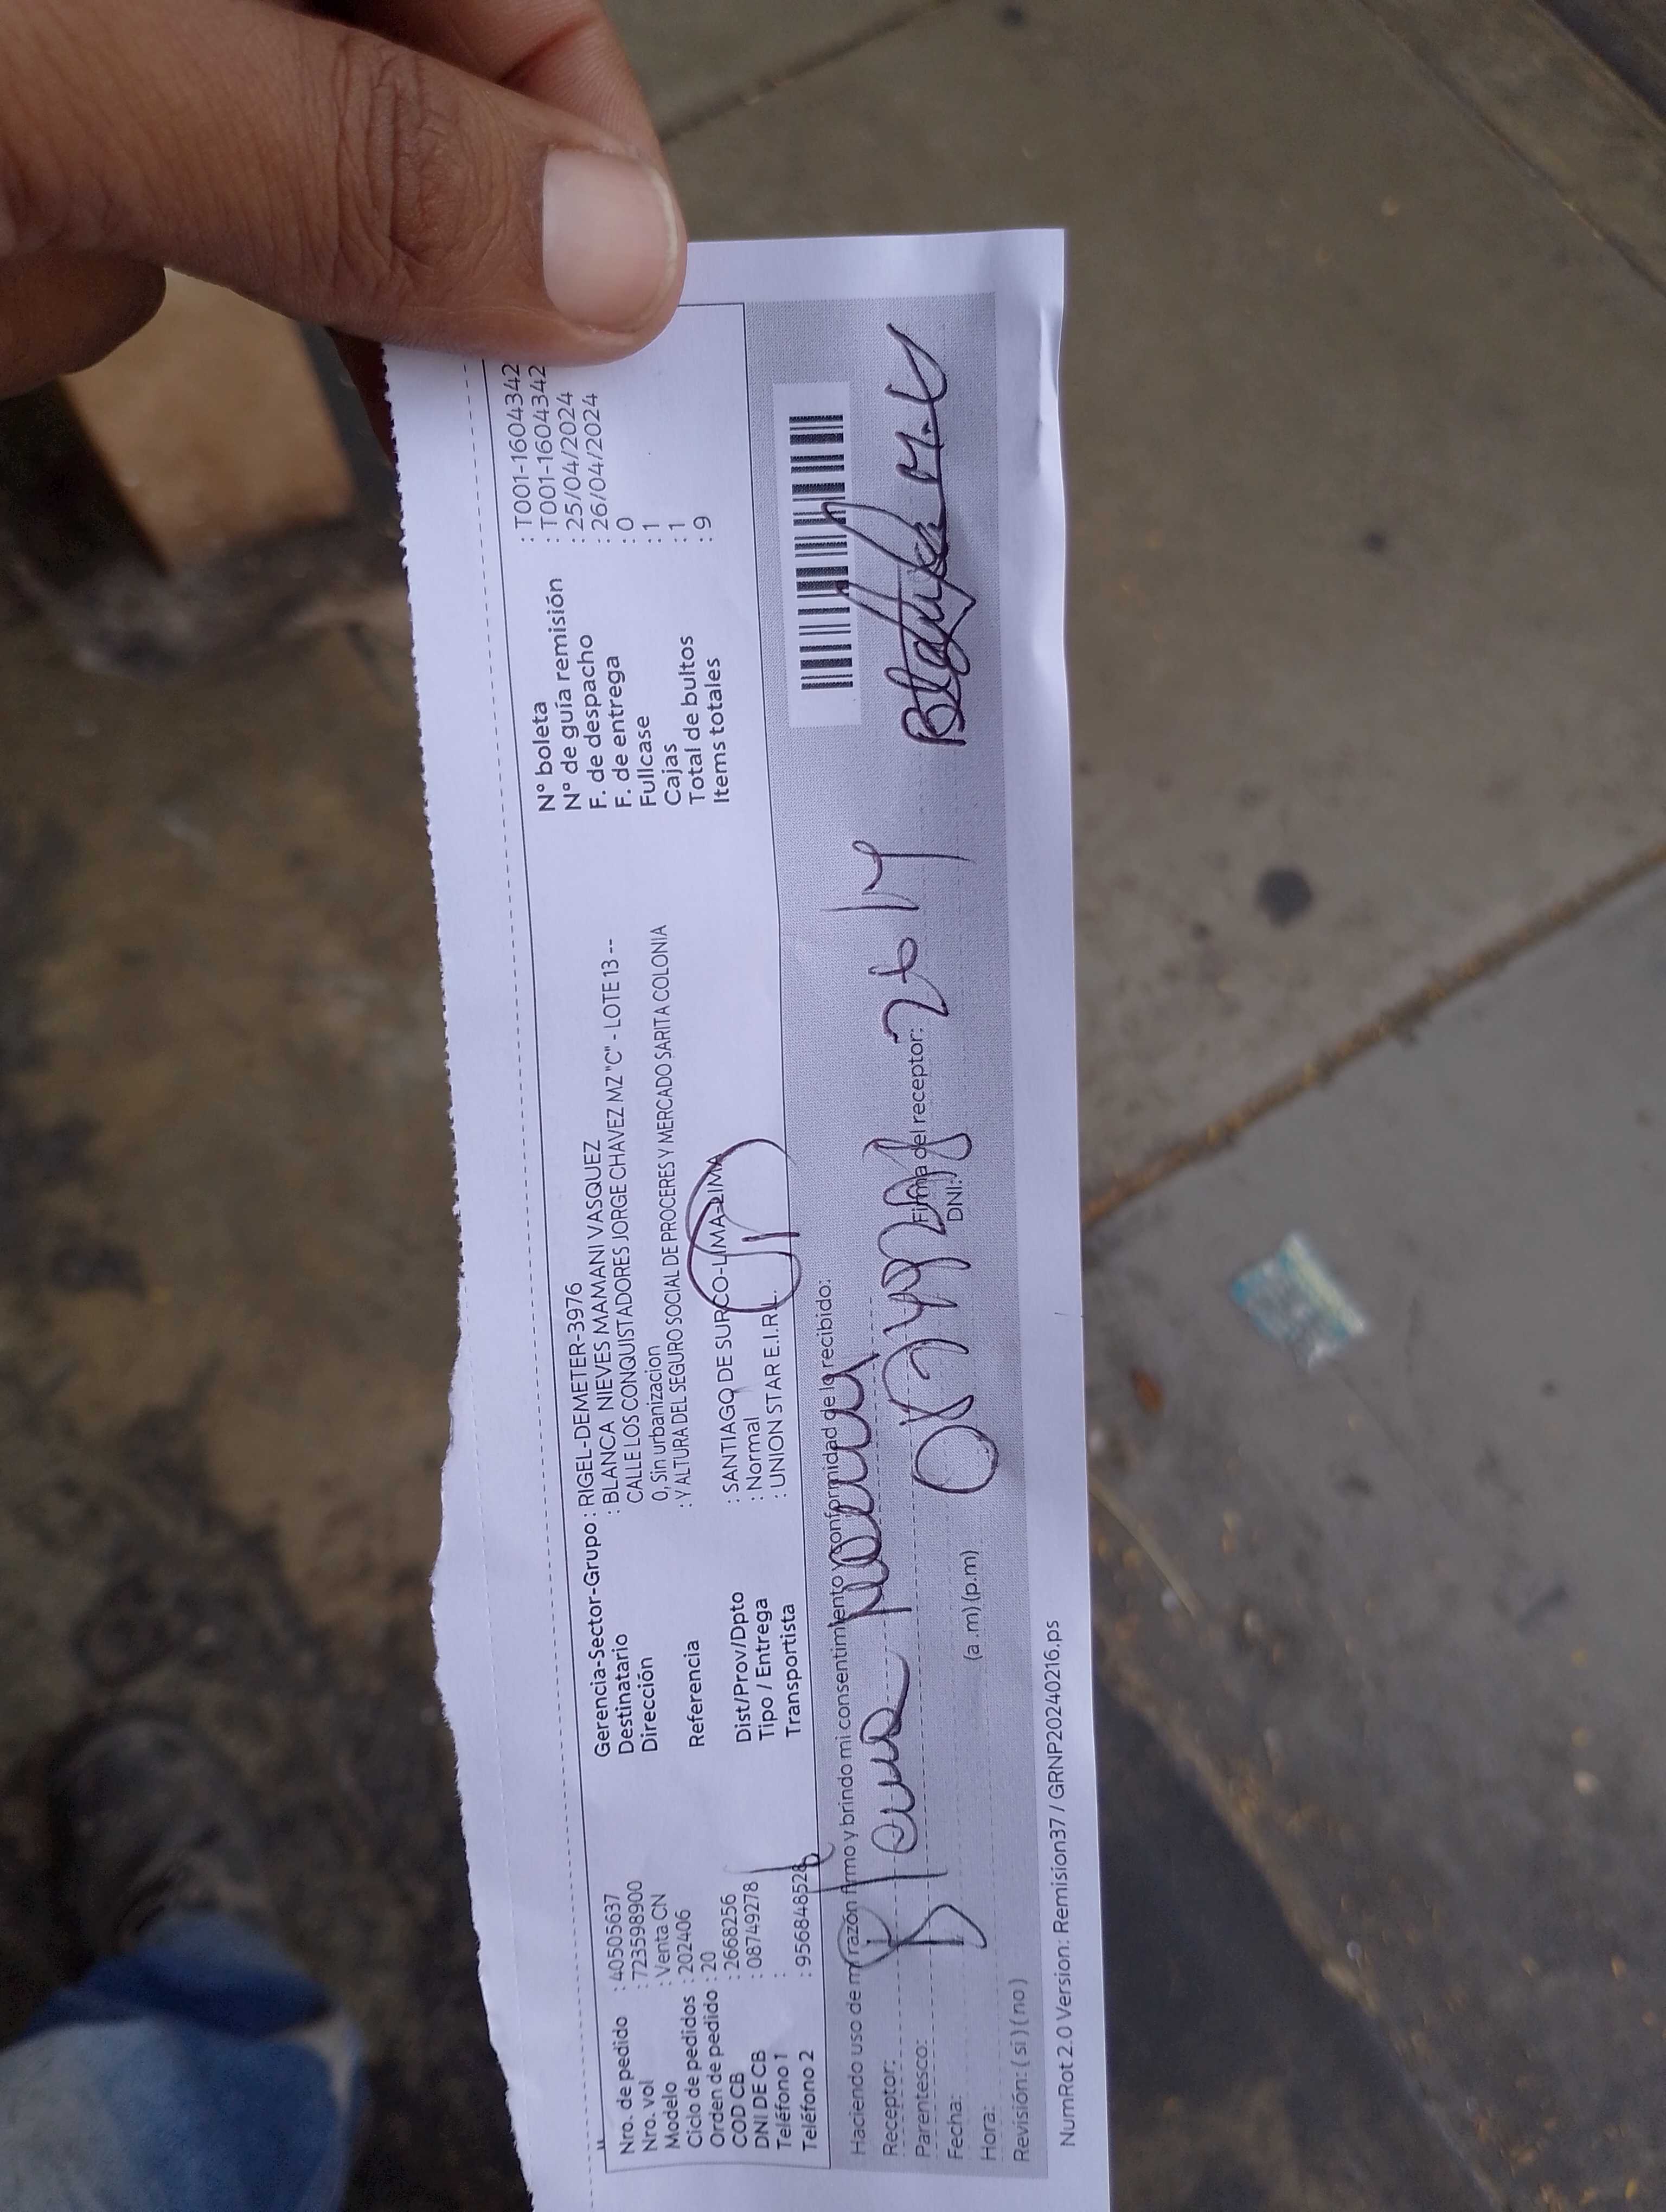 Nro. de pedido : 40505637
Nro. vol : 723598900
Modelo : Venta CN
Ciclo de pedidos : 202406
Orden de pedido : 20
COD CB : 2668256
DNI DE CB : 08749278
Teléfono 1 :
Teléfono 2 : 956848528
Gerencia-Sector-Grupo : RIGEL-DEMETER-3976
Destinatario : BLANCA NIEVES MAMANI VASQUEZ
Dirección CALLE LOS CONQUISTADORES JORGE CHAVEZ MZ "C" - LOTE 13 --
0, Sin urbanizacion
Referencia : Y ALTURA DEL SEGURO SOCIAL DE PROCERES Y MERCADO SARITA COLONIA
Dist/Prov/Dpto : SANTIAGO DE SURCO-LIMA-LIMA
Tipo / Entrega : Normal
Transportista : UNION STAR E.I.R.L.
N° boleta : T001-1604342
N° de guía remisión : T001-1604342
F. de despacho : 25/04/2024
F. de entrega : 26/04/2024
Fullcase : 0
Cajas : 1
Total de bultos : 1
Items totales : 9
Haciendo uso de mi razón firmo y brindo mi consentimiento y conformidad de lo recibido:
Receptor:
Parentesco:
Fecha:
Hora: (a.m) (p.m)
Revisión: ( si ) ( no )
Firma del receptor:
DNI:
26 14
NumRot 2.0 Version: Remision37 / GRNP20240216.ps